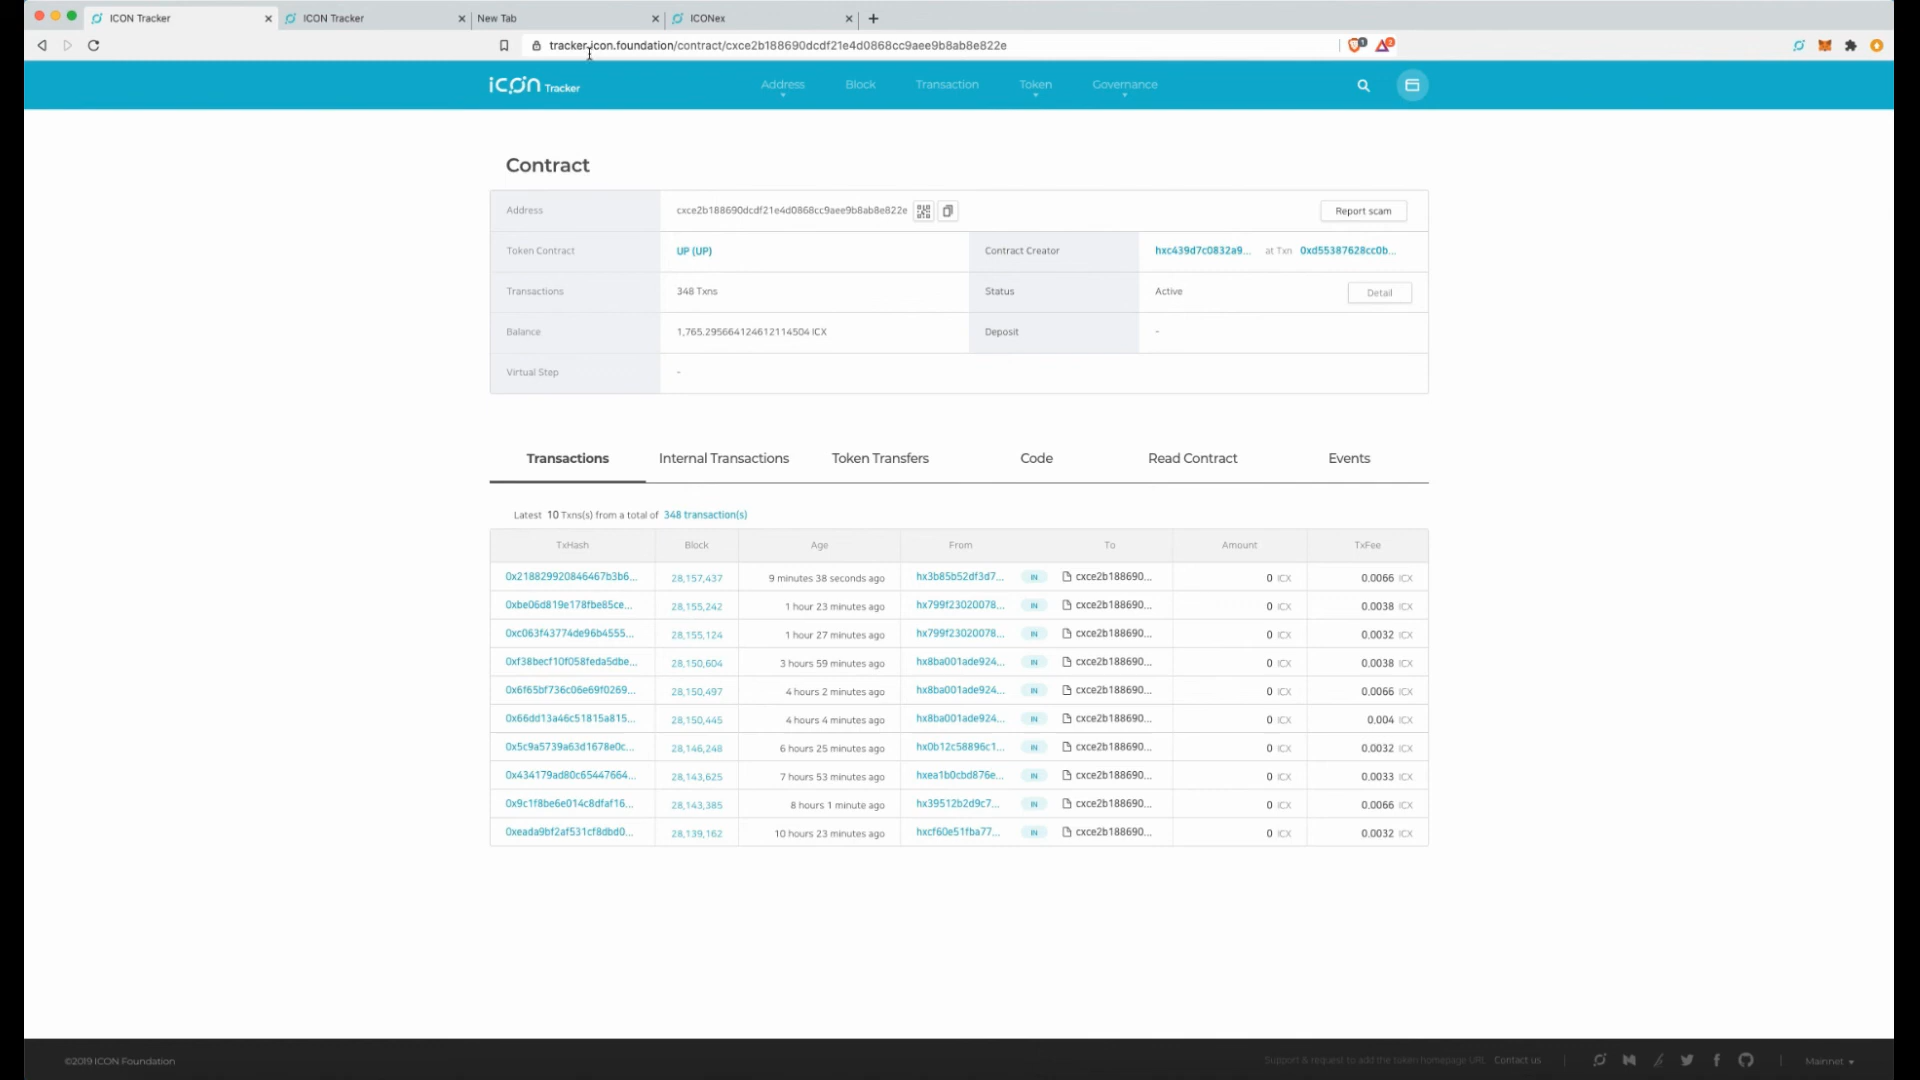 ICON Tracker ICON Tracker New Tab ICONex
tracker.icon.foundation/contract/cxce2b188690dcdf21e4d0868cc9aee9b8ab8e822e
icon Tracker Address Block Transaction Token Governance
Contract
Address cxce2b188690dcdf21e4d0868cc9aee9b8ab8e822e Report scam
Token Contract UP (UP) Contract Creator hxc439d7c0832a9... at Txn 0xd55387628cc0b...
Transactions 348 Txns Status Active Detail
Balance 1,765.295664124612114504 ICX Deposit -
Virtual Step -
Transactions Internal Transactions Token Transfers Code Read Contract Events
Latest 10 Txns(s) from a total of 348 transaction(s)
TxHash Block Age From To Amount TxFee
0x218829920846467b3b6... 28,157,437 9 minutes 38 seconds ago hx3b85b52df3d7... IN cxce2b188690... 0 ICX 0.0066 ICX
0xbe06d819e178fbe85ce... 28,155,242 1 hour 23 minutes ago hx799f23020078... IN cxce2b188690... 0 ICX 0.0038 ICX
0xc063f43774de96b4555... 28,155,124 1 hour 27 minutes ago hx799f23020078... IN cxce2b188690... 0 ICX 0.0032 ICX
0xf38becf10f058feda5dbe... 28,150,604 3 hours 59 minutes ago hx8ba001ade924... IN cxce2b188690... 0 ICX 0.0038 ICX
0x6f65bf736c06e69f0269... 28,150,497 4 hours 2 minutes ago hx8ba001ade924... IN cxce2b188690... 0 ICX 0.0066 ICX
0x66dd13a46c51815a815... 28,150,445 4 hours 4 minutes ago hx8ba001ade924... IN cxce2b188690... 0 ICX 0.004 ICX
0x5c9a5739a63d1678e0c... 28,146,248 6 hours 25 minutes ago hx0b12c58896c1... IN cxce2b188690... 0 ICX 0.0032 ICX
0x434179ad80c65447664... 28,143,625 7 hours 53 minutes ago hxea1b0cbd876e... IN cxce2b188690... 0 ICX 0.0033 ICX
0x9c1f8be6e014c8dfaf16... 28,143,385 8 hours 1 minute ago hx39512b2d9c7... IN cxce2b188690... 0 ICX 0.0066 ICX
0xeada9bf2af531cf8dbd0... 28,139,162 10 hours 23 minutes ago hxcf60e51fba77... IN cxce2b188690... 0 ICX 0.0032 ICX
©2019 ICON Foundation Support & request to add the token homepage URL Contact us Mainnet